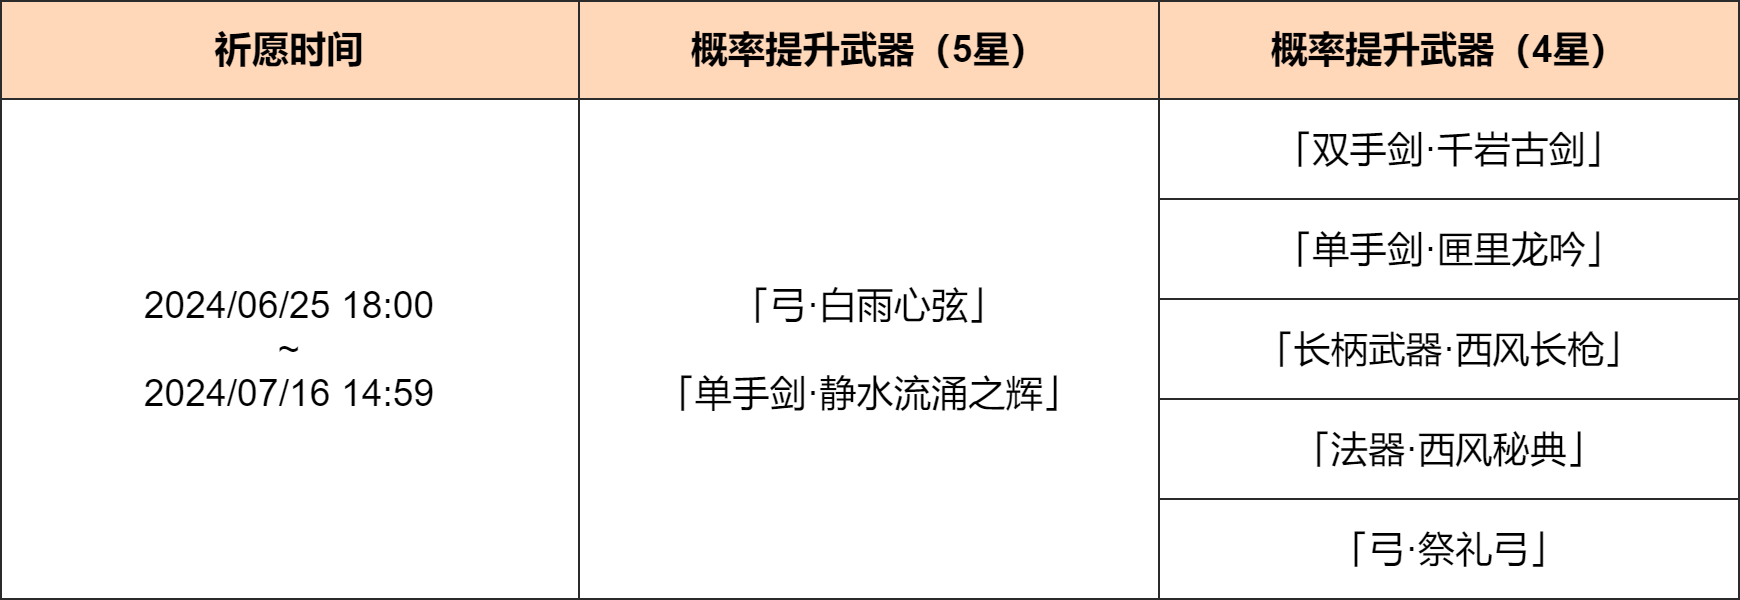 祈愿时间
概率提升武器（5星）
概率提升武器（4星）
2024/06/25 18:00
~
2024/07/16 14:59
「弓·白雨心弦」
「单手剑·静水流涌之辉」
「双手剑·千岩古剑」
「单手剑·匣里龙吟」
「长柄武器·西风长枪」
「法器·西风秘典」
「弓·祭礼弓」